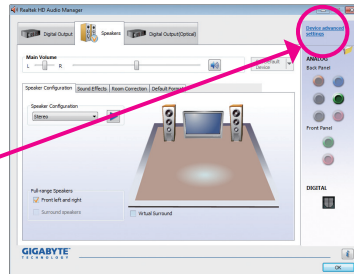 Realtek HD Audio Manager
Digital Output
Speakers
Digital Output(Optical)
Device advanced
settings
Main Volume
L
R
Device
ANALOG
Back Panel
Speaker Configuration
Sound Effects
Room Correction
Default Format
Speaker Configuration
Stereo
Front Panel
Full-range Speakers
Front left and right
Surround speakers
Virtual Surround
DIGITAL
GIGABYTE
TECHNOLOGY
OK